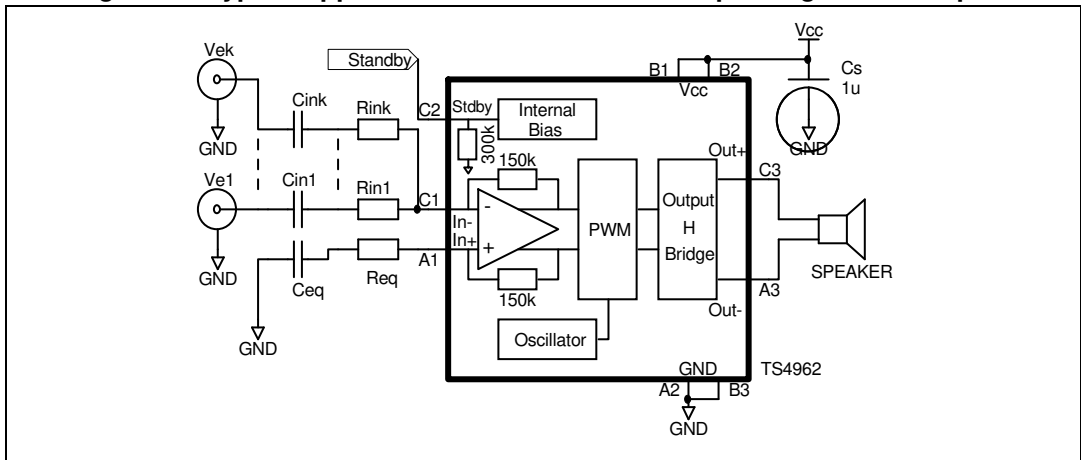 Vcc
Vek
Standby
B1
B2
Cs
1u
Vcc
Cink
Rink
C2
Stdby
Internal
Bias
GND
300k
GND
Out+
150k
C3
Ve1
Cin1
Rin1
C1
In-
-
Output
H
Bridge
PWM
In+
+
A1
GND
Ceq
Req
150k
SPEAKER
A3
Out-
Oscillator
GND
GND
TS4962
A2
B3
GND